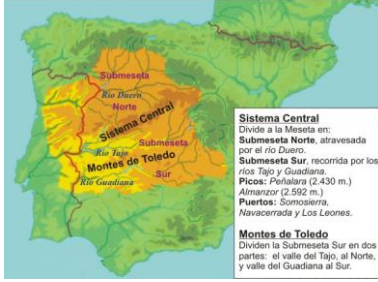 Submeseta
Río Duero
Norte
Sistema Central
Submeseta
Río Tajo
Montes de Toledo
Sur
Río Guadiana
Sistema Central
Divide a la Meseta en:
Submeseta Norte, atravesada
por el río Duero.
Submeseta Sur, recorrida por los
ríos Tajo y Guadiana.
Picos: Peñalara (2.430 m.)
Almanzor (2.592 m.)
Puertos: Somosierra,
Navacerrada y Los Leones.
Montes de Toledo
Dividen la Submeseta Sur en dos
partes: el valle del Tajo, al Norte,
y valle del Guadiana al Sur.